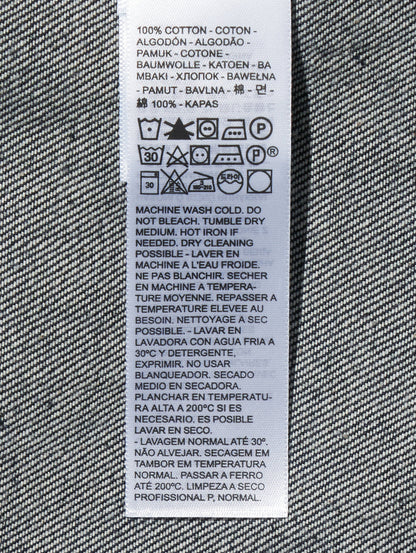 100% COTTON - COTON -
ALGODÓN - ALGODÃO -
PAMUK - COTONE -
BAUMWOLLE - KATOEN - BA
MBAKI - ХЛОПОК - BAWEŁNA
- PAMUT - BAVLNA - 棉 - 면 -
綿 100% - KAPAS
P
30 P ®
30
MACHINE WASH COLD. DO
NOT BLEACH. TUMBLE DRY
MEDIUM. HOT IRON IF
NEEDED. DRY CLEANING
POSSIBLE - LAVER EN
MACHINE A L'EAU FROIDE.
NE PAS BLANCHIR. SECHER
EN MACHINE A TEMPERA-
TURE MOYENNE. REPASSER A
TEMPERATURE ELEVEE AU
BESOIN. NETTOYAGE A SEC
POSSIBLE. - LAVAR EN
LAVADORA CON AGUA FRIA A
30ºC Y DETERGENTE,
EXPRIMIR. NO USAR
BLANQUEADOR. SECADO
MEDIO EN SECADORA.
PLANCHAR EN TEMPERATU-
RA ALTA A 200ºC SI ES
NECESARIO. ES POSIBLE
LAVAR EN SECO.
- LAVAGEM NORMAL ATÉ 30º.
NÃO ALVEJAR. SECAGEM EM
TAMBOR EM TEMPERATURA
NORMAL. PASSAR A FERRO
ATÉ 200ºC. LIMPEZA A SECO
PROFISSIONAL P, NORMAL.